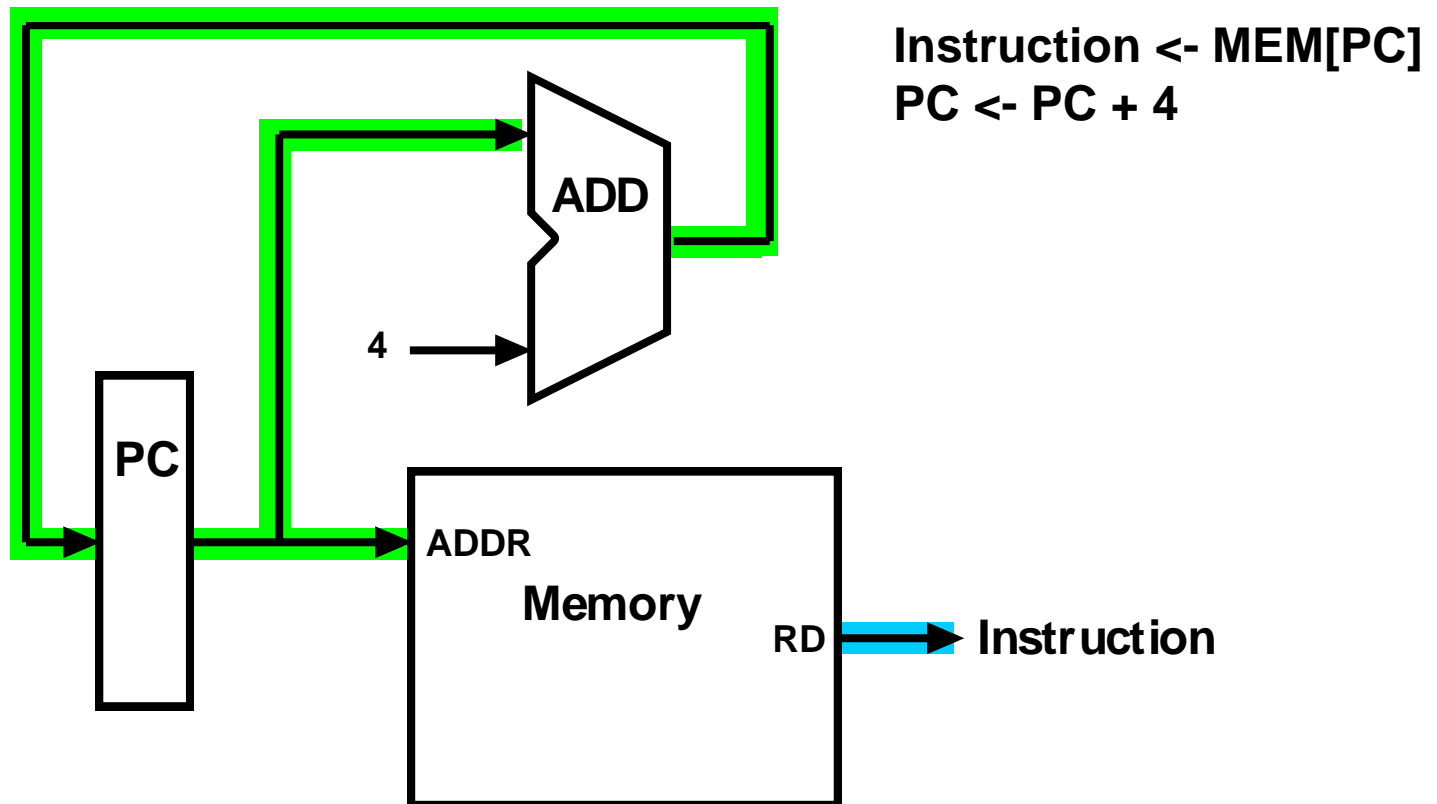 Instruction <- MEM[PC]
PC <- PC + 4
ADD
4
PC
ADDR
Memory
RD
Instruction